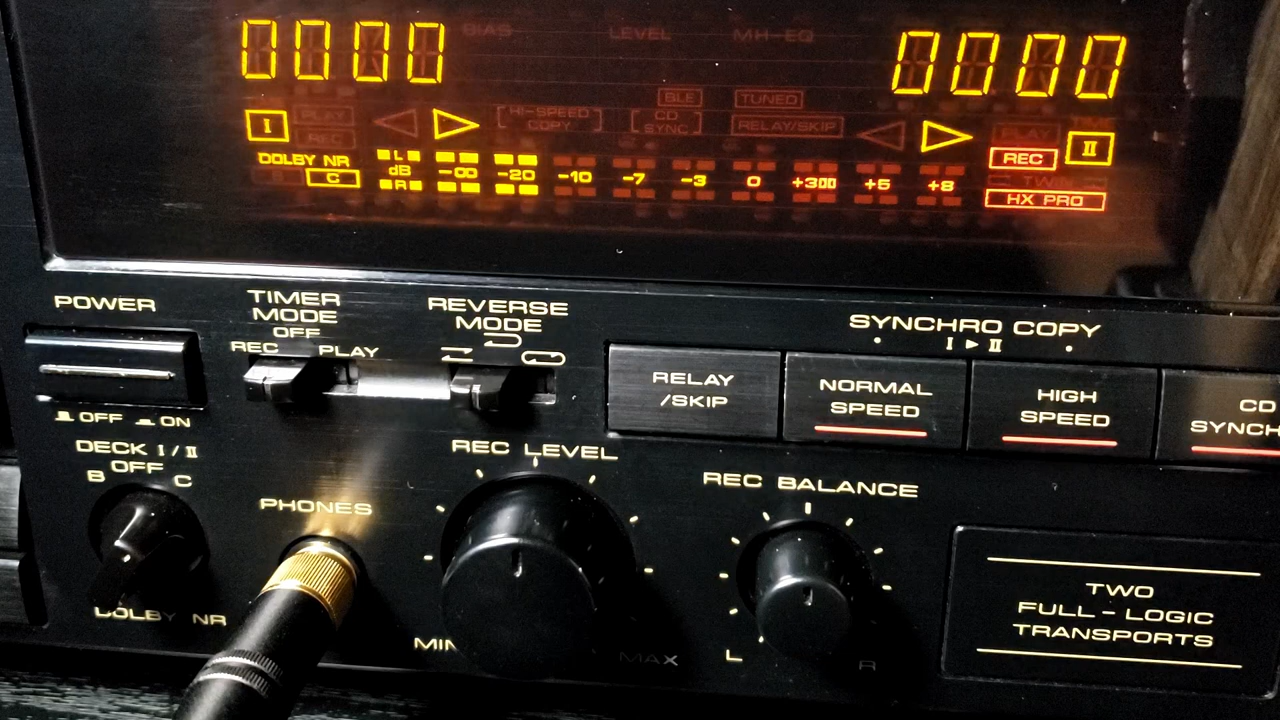 0000 BIAS LEVEL MH-EQ 0000
BLE TUNED
I PLAY HI-SPEED COPY CD SYNC RELAY/SKIP PLAY II
REC REC
DOLBY NR L
dB -∞ -20 -10 -7 -3 0 +3 +5 +8
B C R HX PRO
POWER
OFF ON
TIMER
MODE
OFF
REC PLAY
REVERSE
MODE
SYNCHRO COPY
I ▶ II
RELAY
/SKIP
NORMAL
SPEED
HIGH
SPEED
CD
SYNCH
DECK I/II
OFF
B C
DOLBY NR
PHONES
REC LEVEL
MIN MAX
REC BALANCE
L R
TWO
FULL-LOGIC
TRANSPORTS